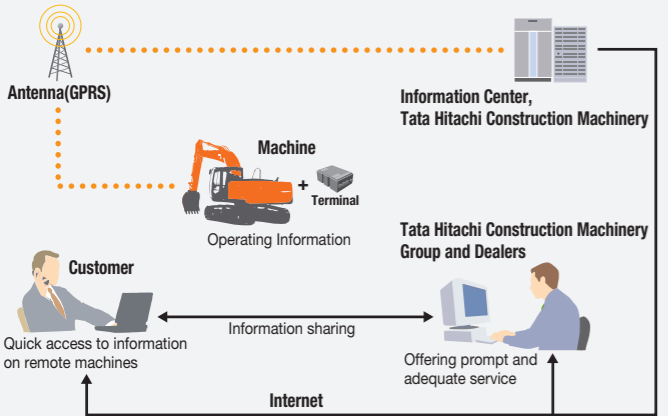 Antenna(GPRS)
Information Center,
Tata Hitachi Construction Machinery
Machine
+
Terminal
Operating Information
Tata Hitachi Construction Machinery
Group and Dealers
Customer
Information sharing
Quick access to information
on remote machines
Offering prompt and
adequate service
Internet